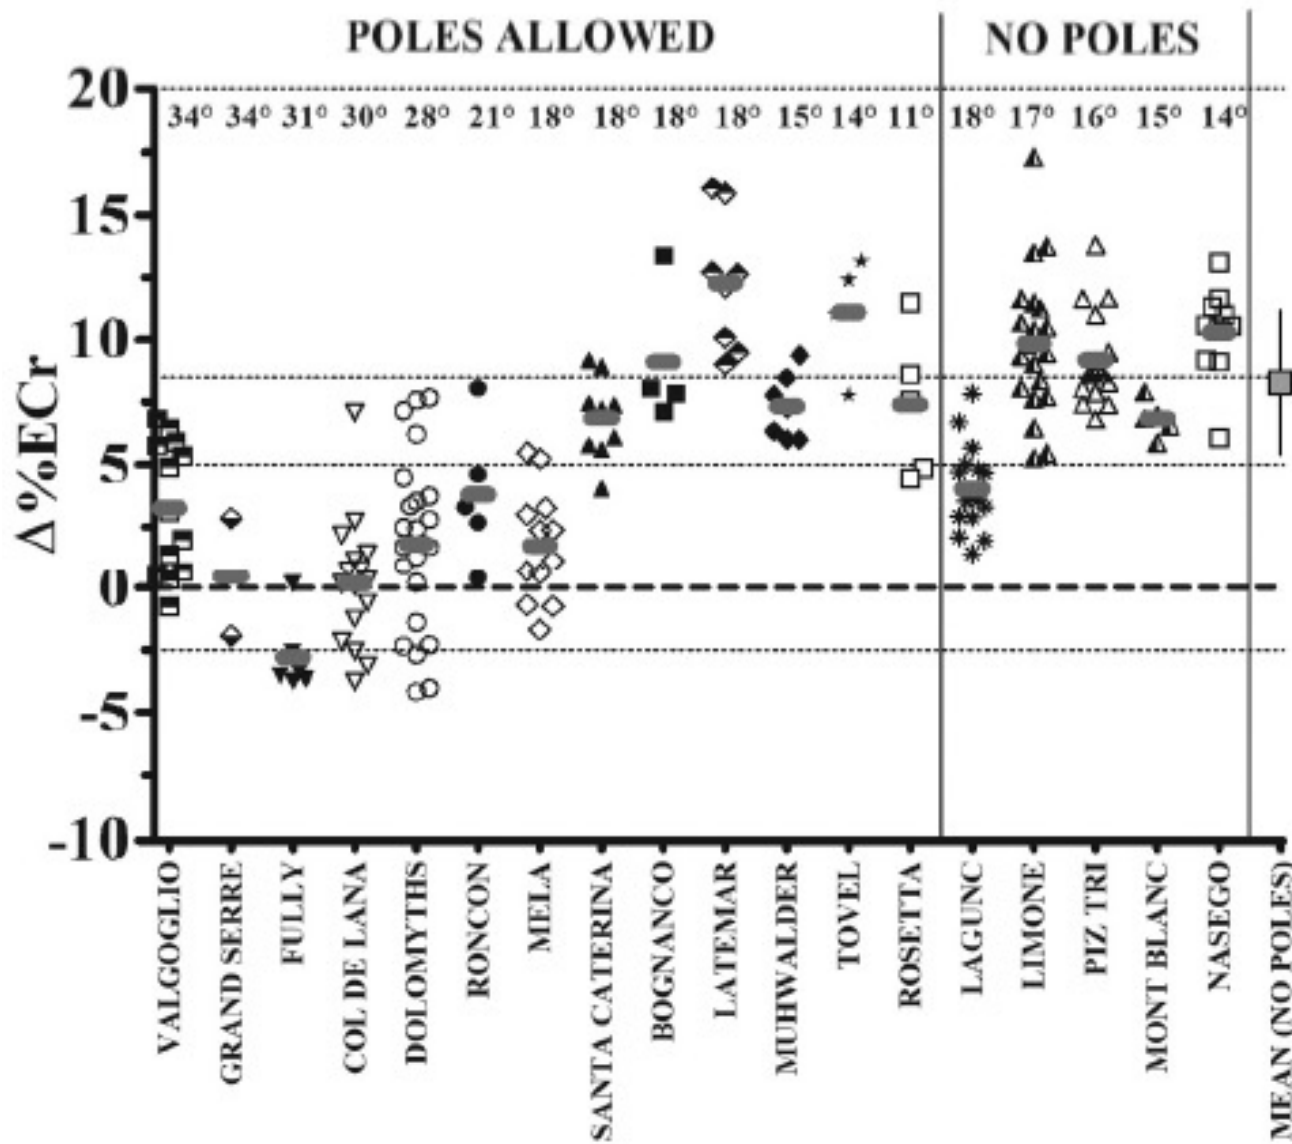 POLES ALLOWED NO POLES
20
34° 34° 31° 30° 28° 21° 18° 18° 18° 18° 15° 14° 11° 18° 17° 16° 15° 14°
15
10
5
0
-5
-10
Δ%ECr
VALGOGLIO
GRAND SERRE
FULLY
COL DE LANA
DOLOMYTHS
RONCON
MELA
SANTA CATERINA
BOGNANCO
LATEMAR
MUHWALDER
TOVEL
ROSETTA
LAGUNC
LIMONE
PIZ TRI
MONT BLANC
NASEGO
MEAN (NO POLES)